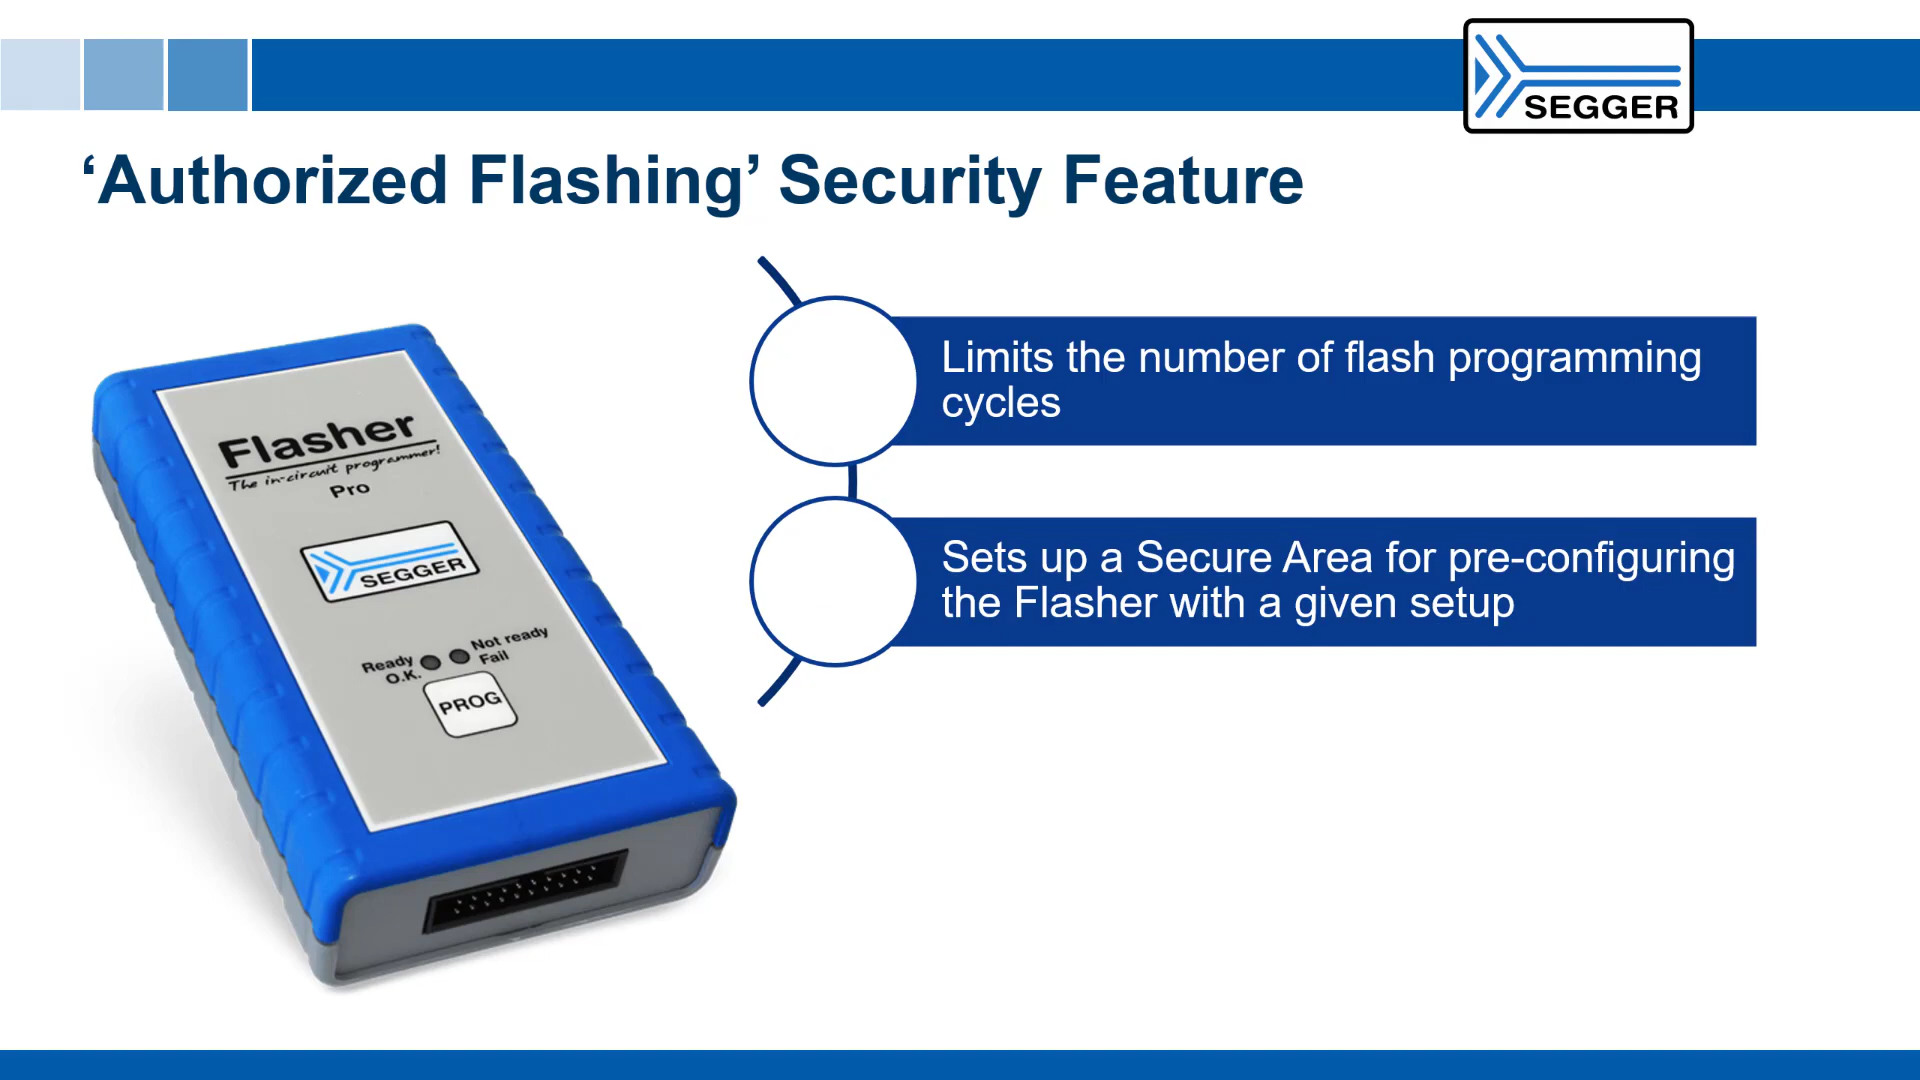 SEGGER
‘Authorized Flashing’ Security Feature
Limits the number of flash programming
cycles
Sets up a Secure Area for pre-configuring
the Flasher with a given setup
Flasher
The in-circuit programmer!
Pro
SEGGER
Ready
O.K.
Not ready
Fail
PROG